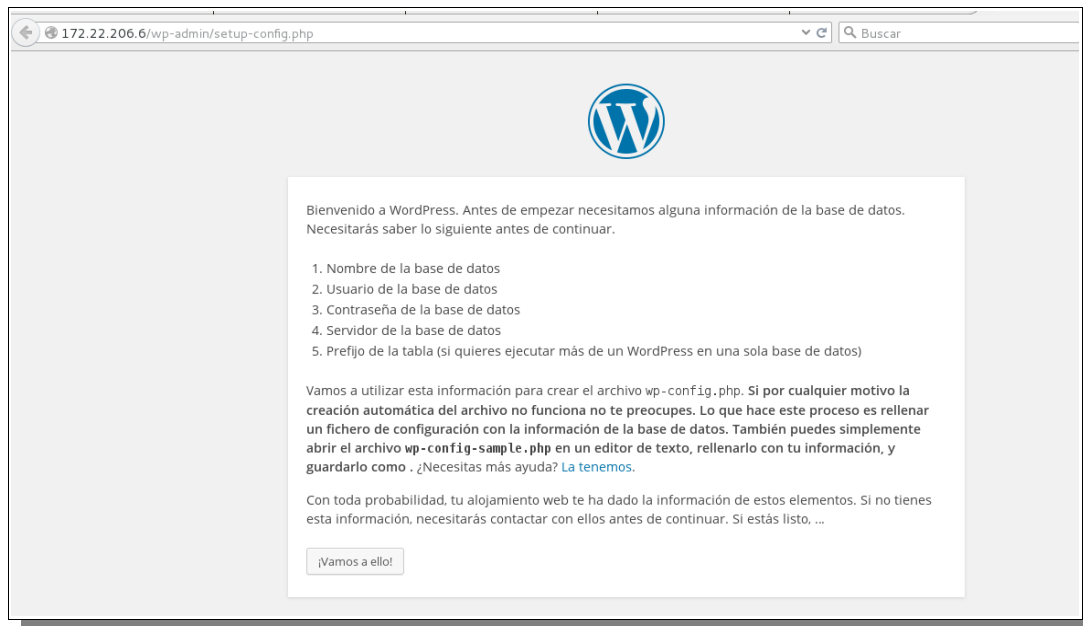 172.22.206.6/wp-admin/setup-config.php
Buscar
Bienvenido a WordPress. Antes de empezar necesitamos alguna información de la base de datos.
Necesitarás saber lo siguiente antes de continuar.
1. Nombre de la base de datos
2. Usuario de la base de datos
3. Contraseña de la base de datos
4. Servidor de la base de datos
5. Prefijo de la tabla (si quieres ejecutar más de un WordPress en una sola base de datos)
Vamos a utilizar esta información para crear el archivo wp-config.php. Si por cualquier motivo la
creación automática del archivo no funciona no te preocupes. Lo que hace este proceso es rellenar
un fichero de configuración con la información de la base de datos. También puedes simplemente
abrir el archivo wp-config-sample.php en un editor de texto, rellenarlo con tu información, y
guardarlo como . ¿Necesitas más ayuda? La tenemos.
Con toda probabilidad, tu alojamiento web te ha dado la información de estos elementos. Si no tienes
esta información, necesitarás contactar con ellos antes de continuar. Si estás listo, ...
¡Vamos a ello!